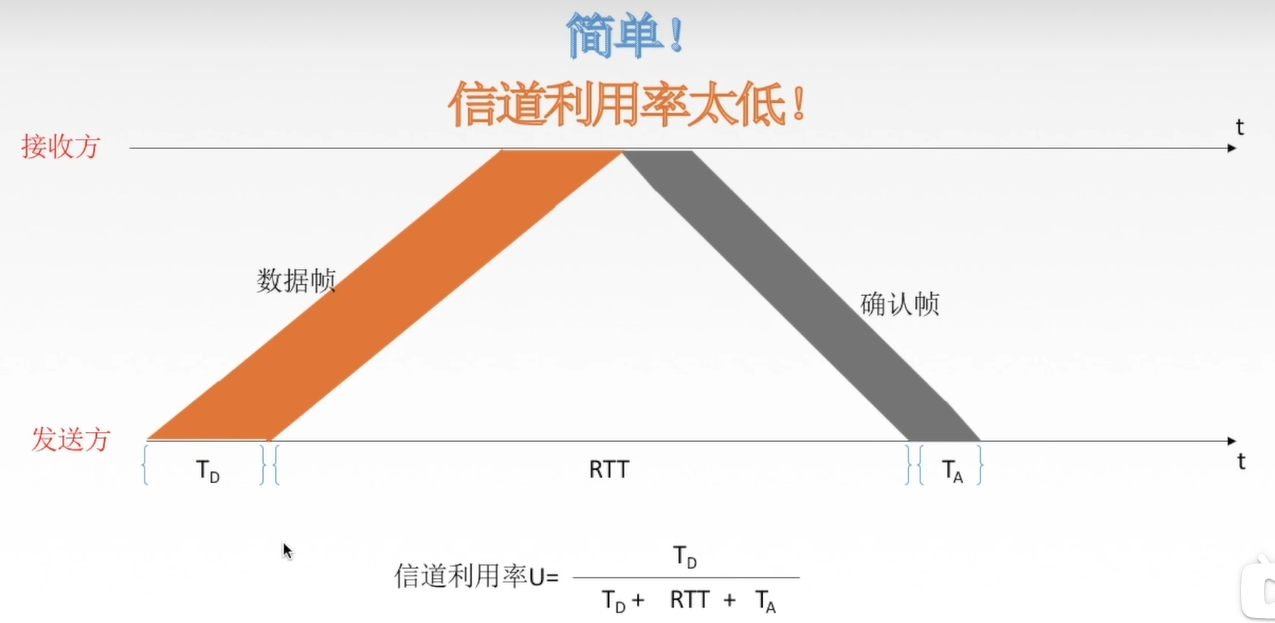 简单！
信道利用率太低！
t
接收方
数据帧
确认帧
发送方
t
T_D RTT T_A
信道利用率U=
T_D
T_D + RTT + T_A